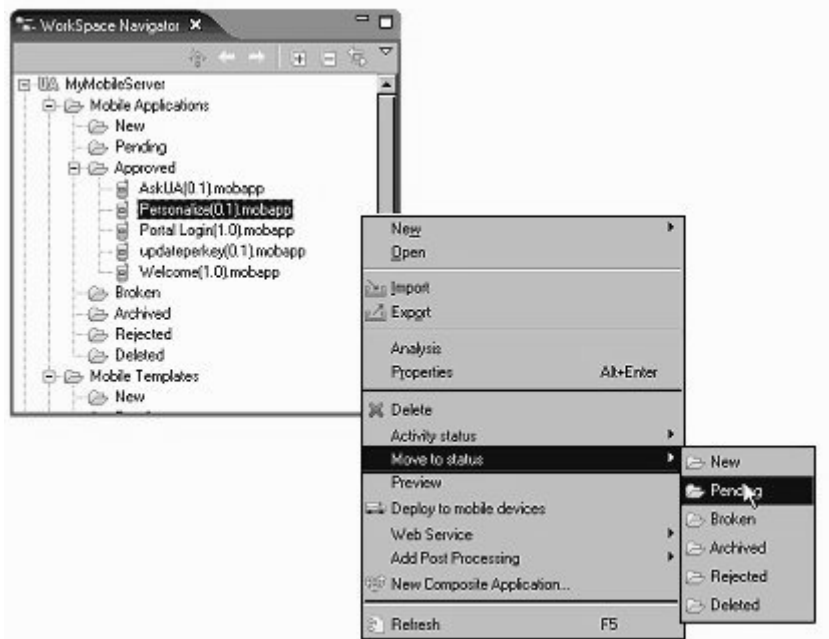 WorkSpace Navigator
MyMobileServer
Mobile Applications
New
Pending
Approved
AskUA(0.1).mobapp
Personalize(0.1).mobapp
Portal Login(1.0).mobapp
updateperkey(0.1).mobapp
Welcome(1.0).mobapp
Broken
Archived
Rejected
Deleted
Mobile Templates
New
New
Open
Import
Export
Analysis
Properties Alt+Enter
Delete
Activity status
Move to status
Preview
Deploy to mobile devices
Web Service
Add Post Processing
New Composite Application...
Refresh F5
New
Pending
Broken
Archived
Rejected
Deleted